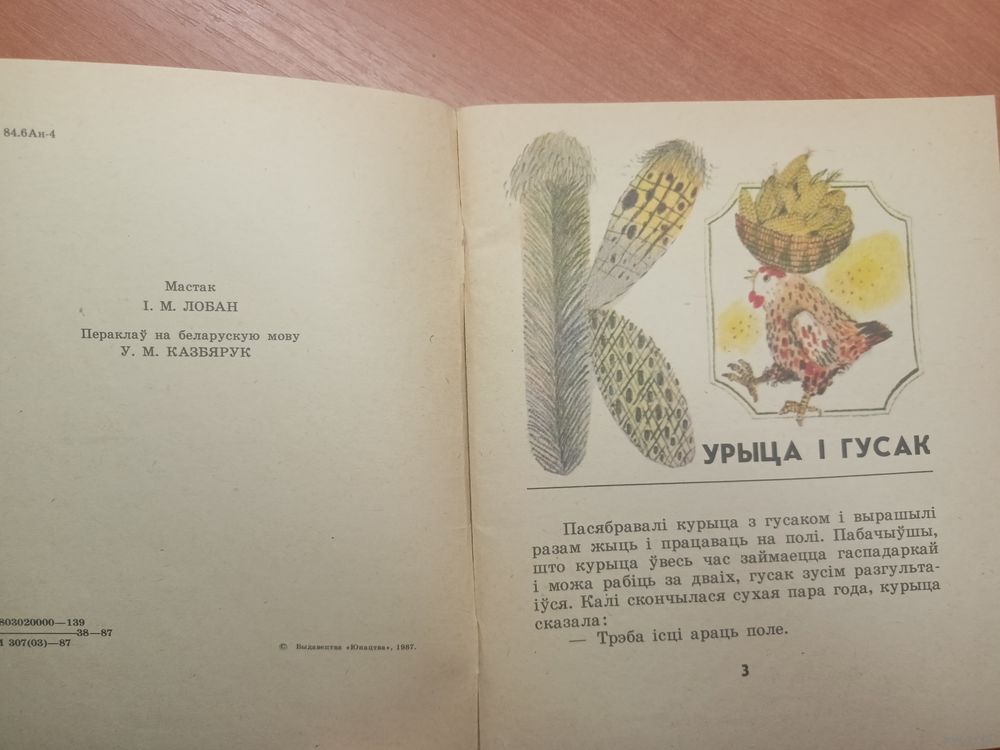 84.6Ан-4
Мастак
І. М. ЛОБАН
Пераклаў на беларускую мову
У. М. КАЗБЯРУК
803020000—139
38—87
М 307(03)—87
© Выдавецтва «Юнацтва», 1987.
КУРЫЦА І ГУСАК
Пасябравалі курыца з гусаком і вырашылі
разам жыць і працаваць на полі. Пабачыўшы,
што курыца ўвесь час займаецца гаспадаркай
і можа рабіць за дваіх, гусак зусім разгульта-
іўся. Калі скончылася сухая пара года, курыца
сказала:
— Трэба ісці араць поле.
3